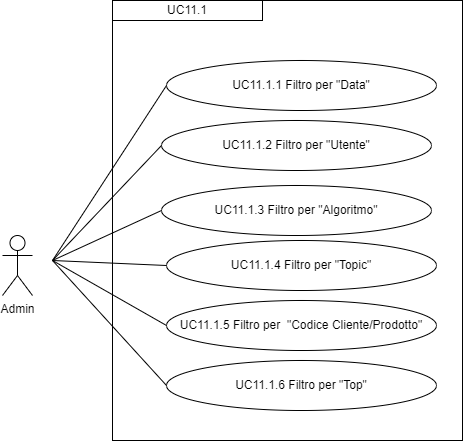 UC11.1
UC11.1.1 Filtro per "Data"
UC11.1.2 Filtro per "Utente"
UC11.1.3 Filtro per "Algoritmo"
UC11.1.4 Filtro per "Topic"
UC11.1.5 Filtro per  "Codice Cliente/Prodotto"
UC11.1.6 Filtro per "Top"
Admin